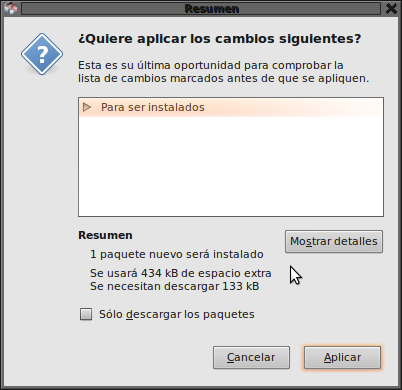 Resumen
¿Quiere aplicar los cambios siguientes?
Esta es su última oportunidad para comprobar la
lista de cambios marcados antes de que se apliquen.
Para ser instalados
Resumen
Mostrar detalles
1 paquete nuevo será instalado
Se usará 434 kB de espacio extra
Se necesitan descargar 133 kB
Sólo descargar los paquetes
Cancelar
Aplicar